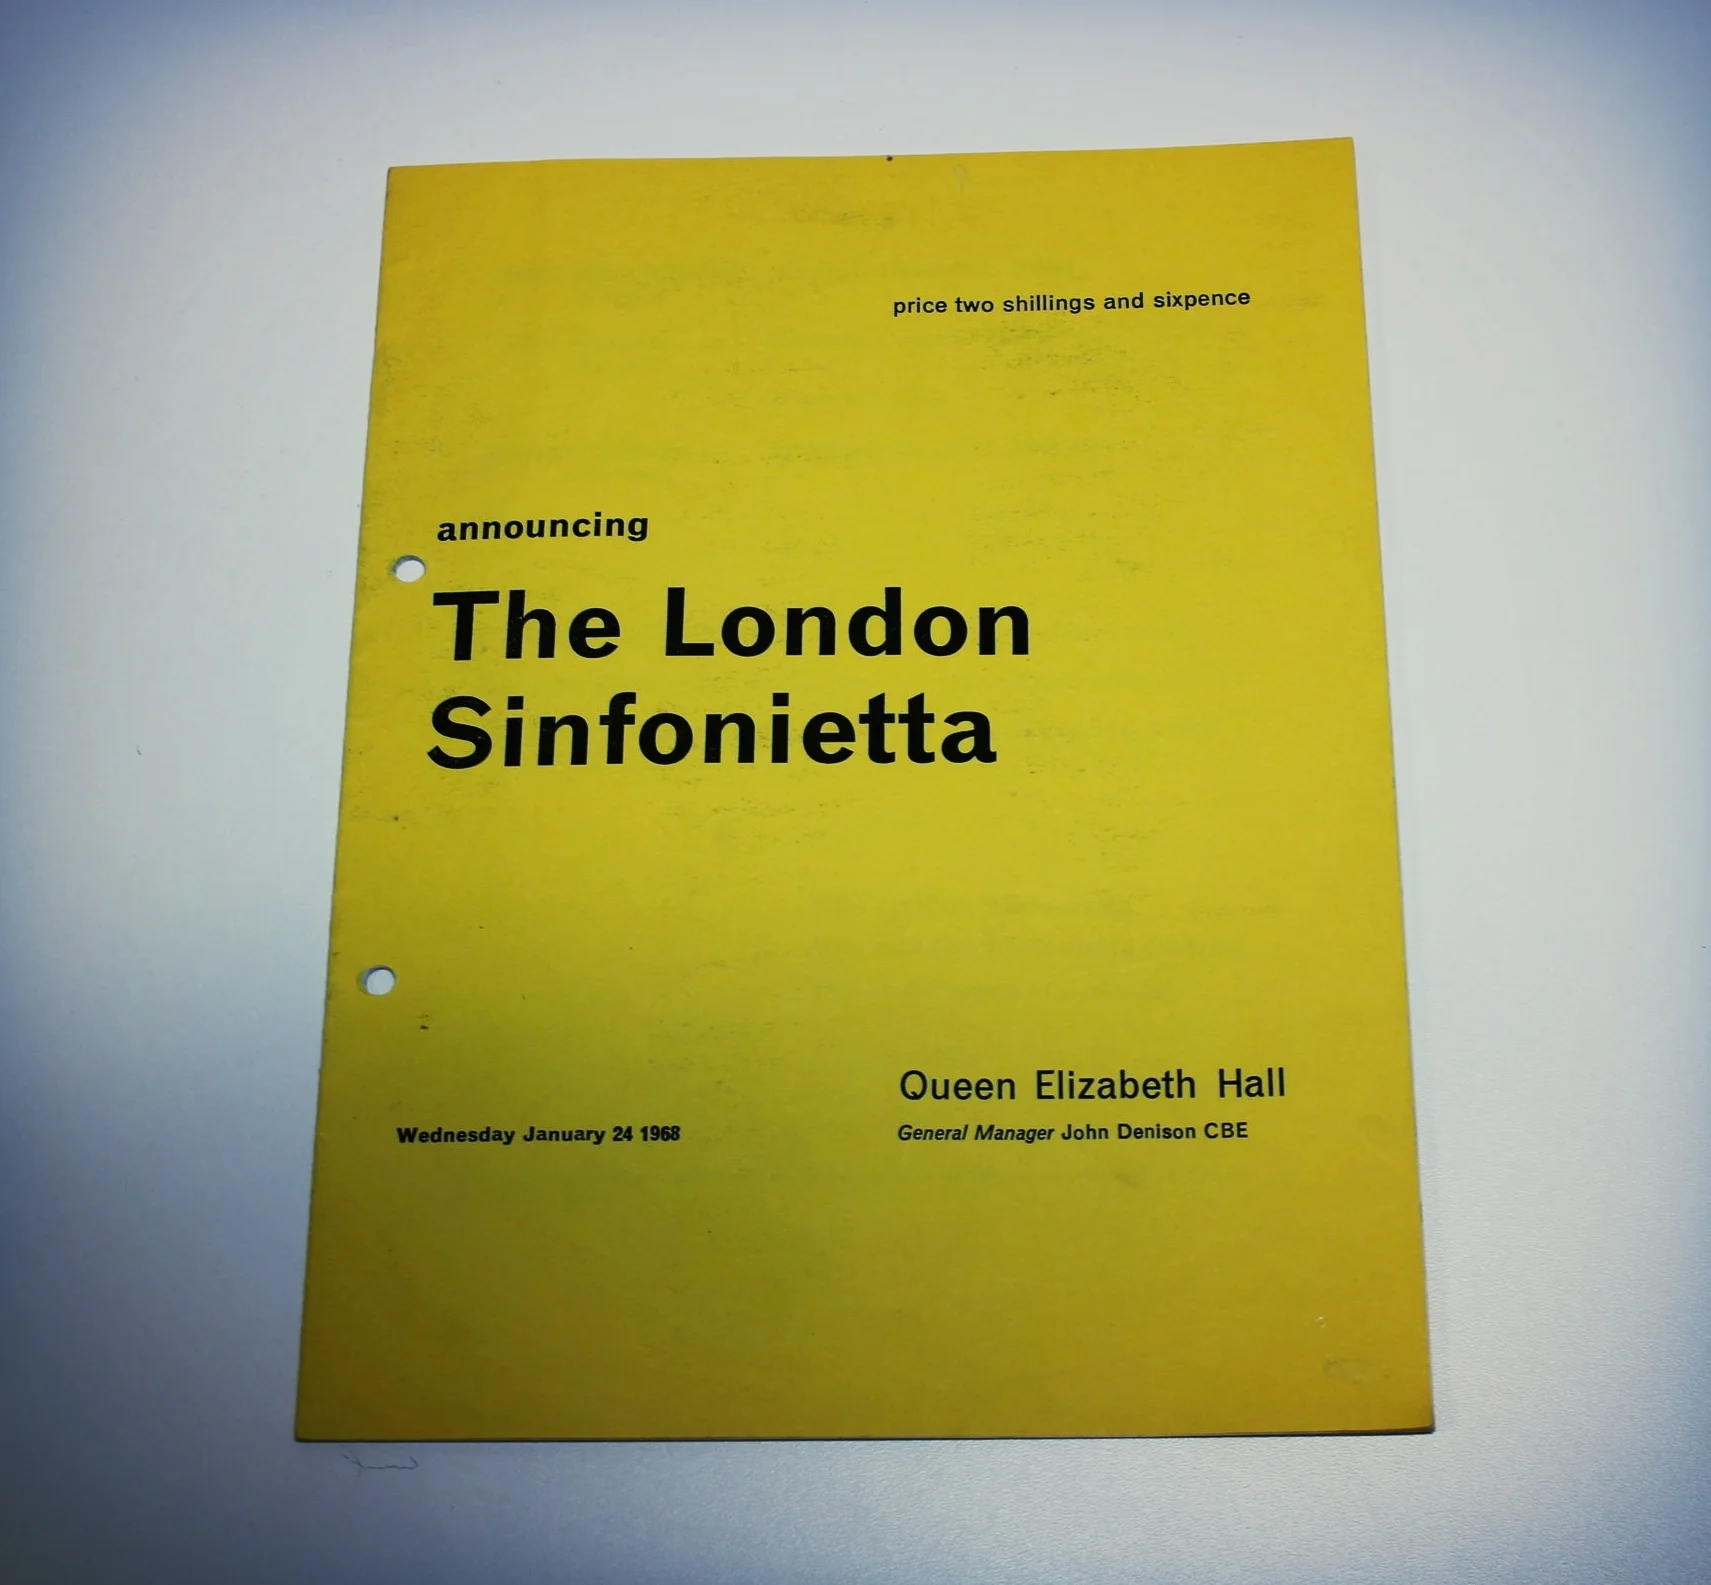 price two shillings and sixpence
announcing
The London
Sinfonietta
Queen Elizabeth Hall
Wednesday January 24 1968
General Manager John Denison CBE